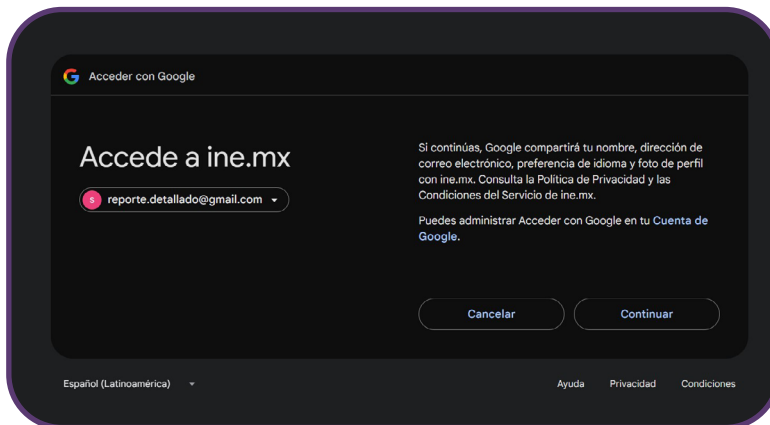 Acceder con Google
Accede a ine.mx
s reporte.detallado@gmail.com
Si continúas, Google compartirá tu nombre, dirección de
correo electrónico, preferencia de idioma y foto de perfil
con ine.mx. Consulta la Política de Privacidad y las
Condiciones del Servicio de ine.mx.
Puedes administrar Acceder con Google en tu Cuenta de
Google.
Cancelar
Continuar
Español (Latinoamérica)
Ayuda
Privacidad
Condiciones